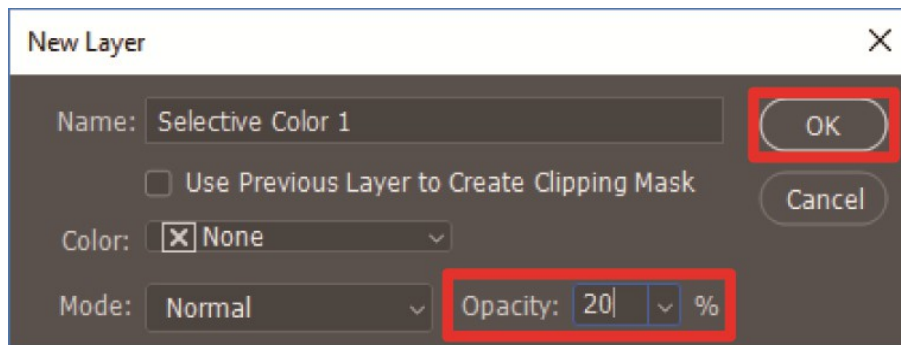 New Layer
Name: Selective Color 1
OK
Use Previous Layer to Create Clipping Mask
Cancel
Color: None
Mode: Normal Opacity: 20 %